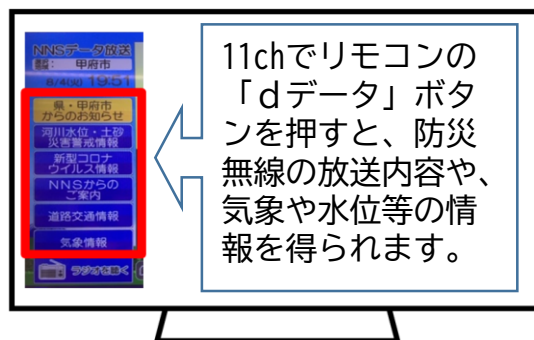 NNSデータ放送
甲府市
8/4(火) 19:51
県・甲府市
からのお知らせ
河川水位・土砂
災害警戒情報
新型コロナ
ウイルス情報
NNSからの
ご案内
道路交通情報
気象情報
ラジオを聴く
11chでリモコンの
「dデータ」ボタ
ンを押すと、防災
無線の放送内容や、
気象や水位等の情
報を得られます。